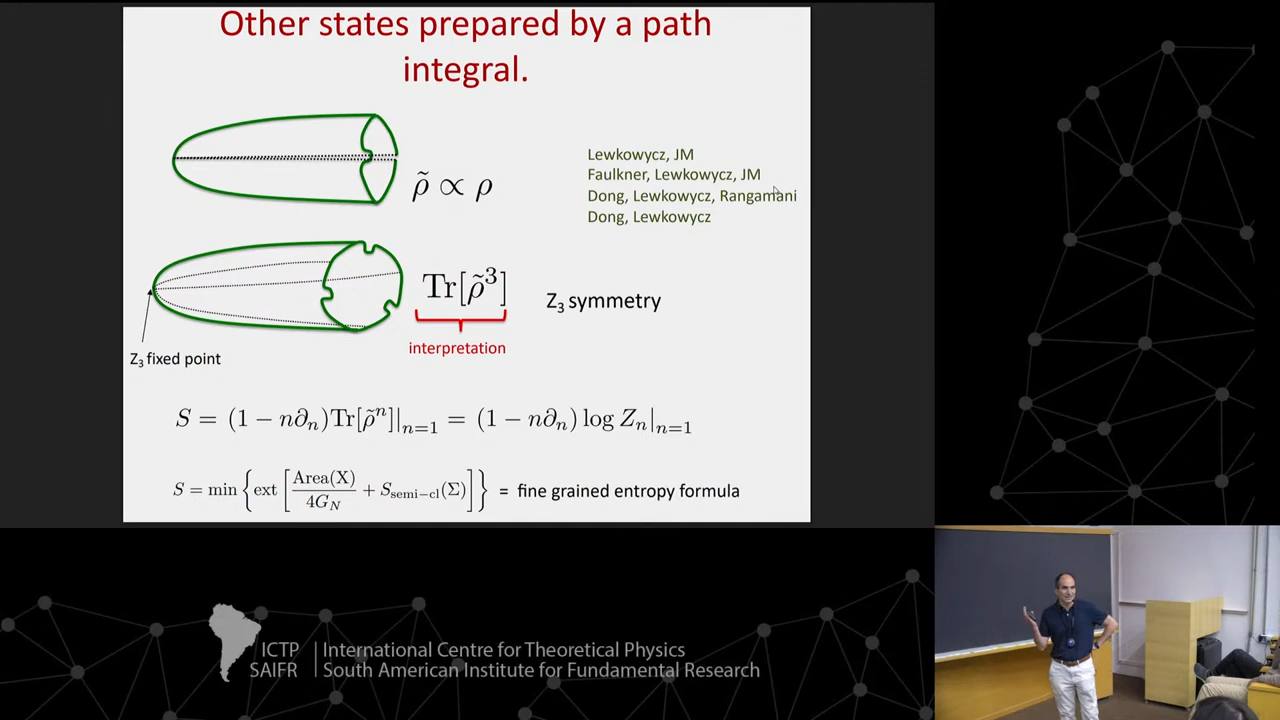 Other states prepared by a path
integral.
Lewkowycz, JM
Faulkner, Lewkowycz, JM
Dong, Lewkowycz, Rangamani
Dong, Lewkowycz
ρ̃ ∝ ρ
Tr[ρ̃³]
Z₃ symmetry
interpretation
Z₃ fixed point
S = (1 − n∂ₙ)Tr[ρ̃ⁿ]|ₙ₌₁ = (1 − n∂ₙ) log Zₙ|ₙ₌₁
S = min { ext [ Area(X) / 4G_N + S_semi−cl(Σ) ] } = fine grained entropy formula
ICTP
SAIFR
International Centre for Theoretical Physics
South American Institute for Fundamental Research